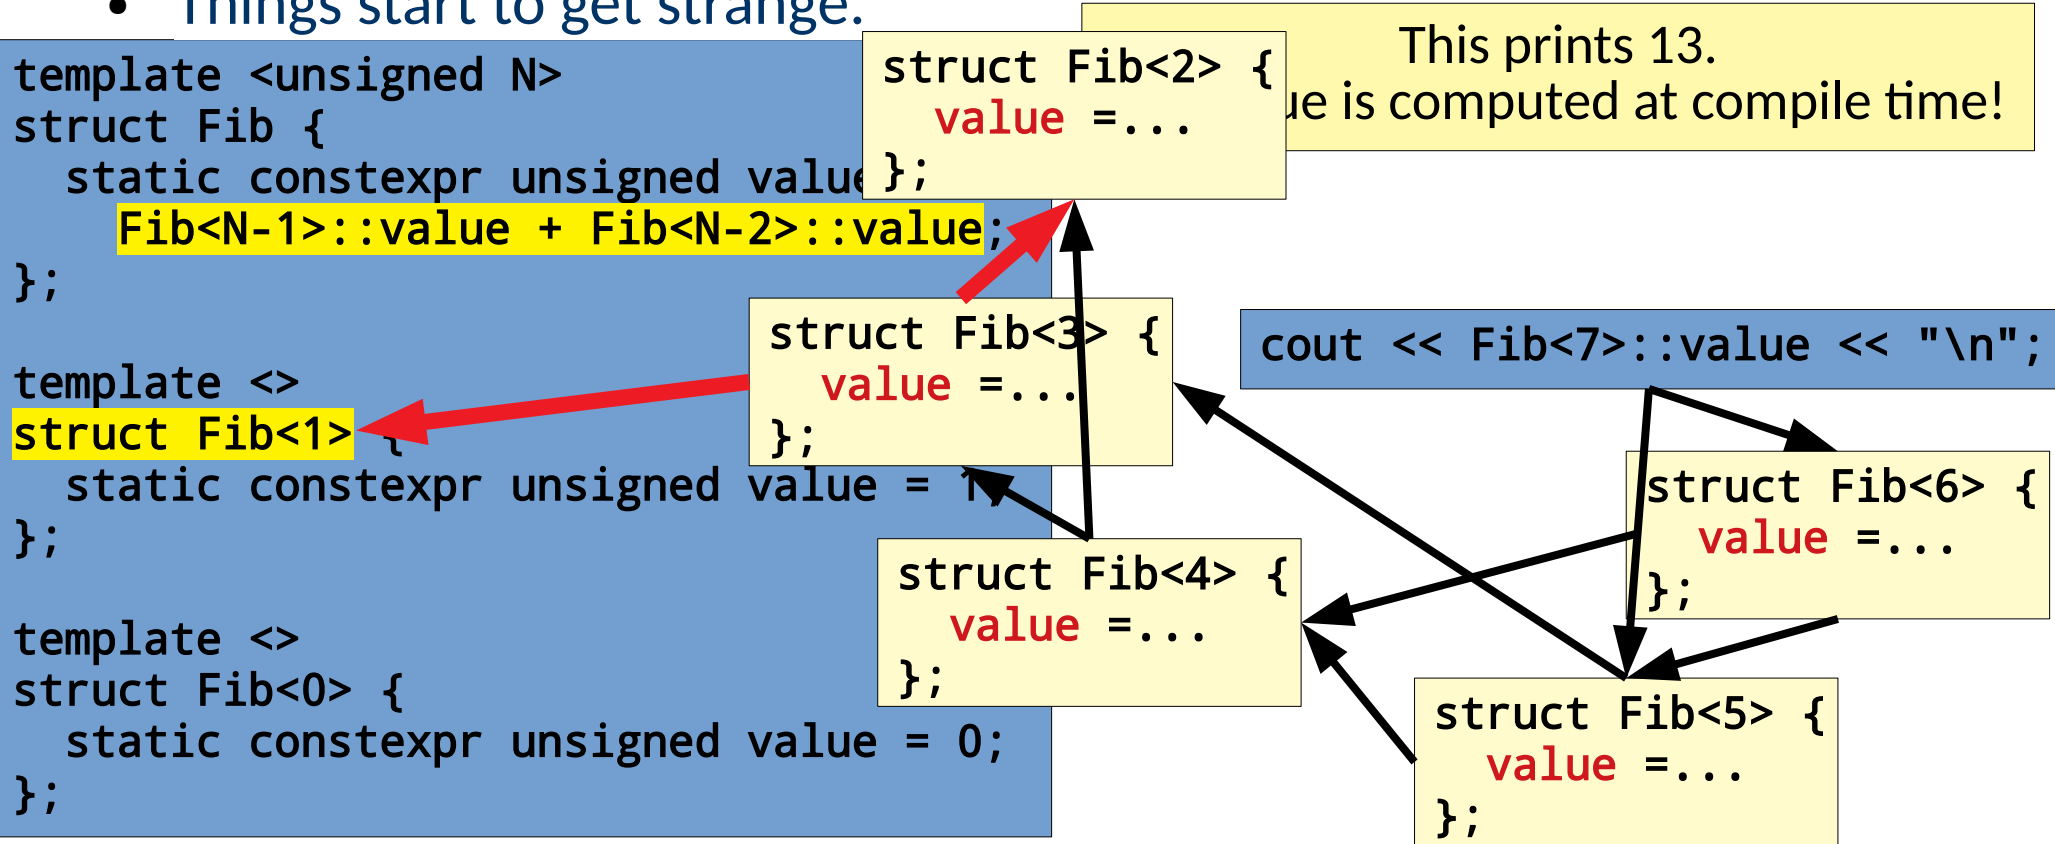 • Things start to get strange.
template <unsigned N>
struct Fib {
  static constexpr unsigned value
    Fib<N-1>::value + Fib<N-2>::value;
};
template <>
struct Fib<1> {
  static constexpr unsigned value = 1;
};
template <>
struct Fib<0> {
  static constexpr unsigned value = 0;
};
struct Fib<2> {
  value =...
};
This prints 13.
ue is computed at compile time!
struct Fib<3> {
  value =...
};
cout << Fib<7>::value << "\n";
struct Fib<6> {
  value =...
};
struct Fib<4> {
  value =...
};
struct Fib<5> {
  value =...
};